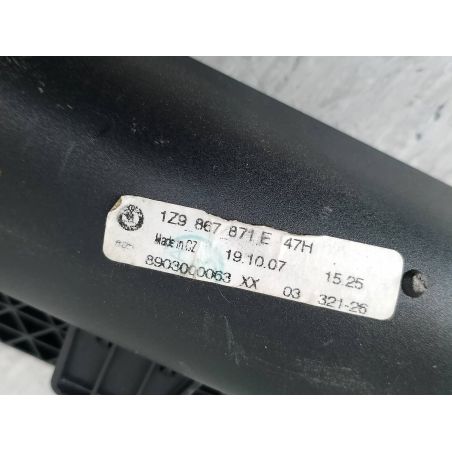 1Z9 867 871 E 47H
Made in CZ 19.10.07 15:25
8903000063 XX 03 321-26